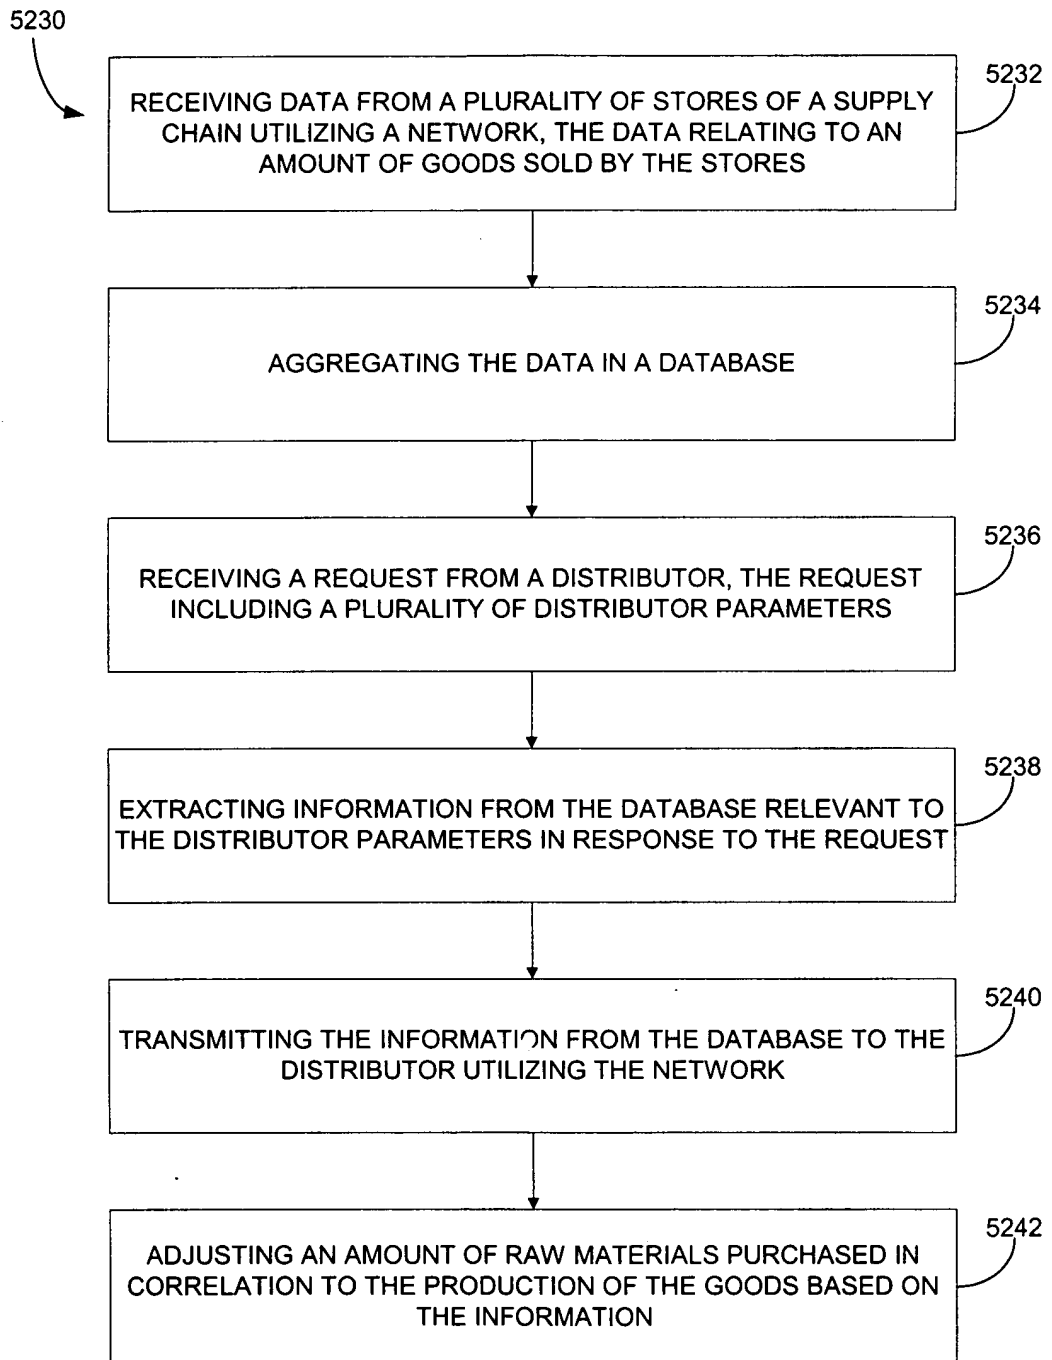 5230
5232
RECEIVING DATA FROM A PLURALITY OF STORES OF A SUPPLY
CHAIN UTILIZING A NETWORK, THE DATA RELATING TO AN
AMOUNT OF GOODS SOLD BY THE STORES
5234
AGGREGATING THE DATA IN A DATABASE
5236
RECEIVING A REQUEST FROM A DISTRIBUTOR, THE REQUEST
INCLUDING A PLURALITY OF DISTRIBUTOR PARAMETERS
5238
EXTRACTING INFORMATION FROM THE DATABASE RELEVANT TO
THE DISTRIBUTOR PARAMETERS IN RESPONSE TO THE REQUEST
5240
TRANSMITTING THE INFORMATION FROM THE DATABASE TO THE
DISTRIBUTOR UTILIZING THE NETWORK
5242
ADJUSTING AN AMOUNT OF RAW MATERIALS PURCHASED IN
CORRELATION TO THE PRODUCTION OF THE GOODS BASED ON
THE INFORMATION